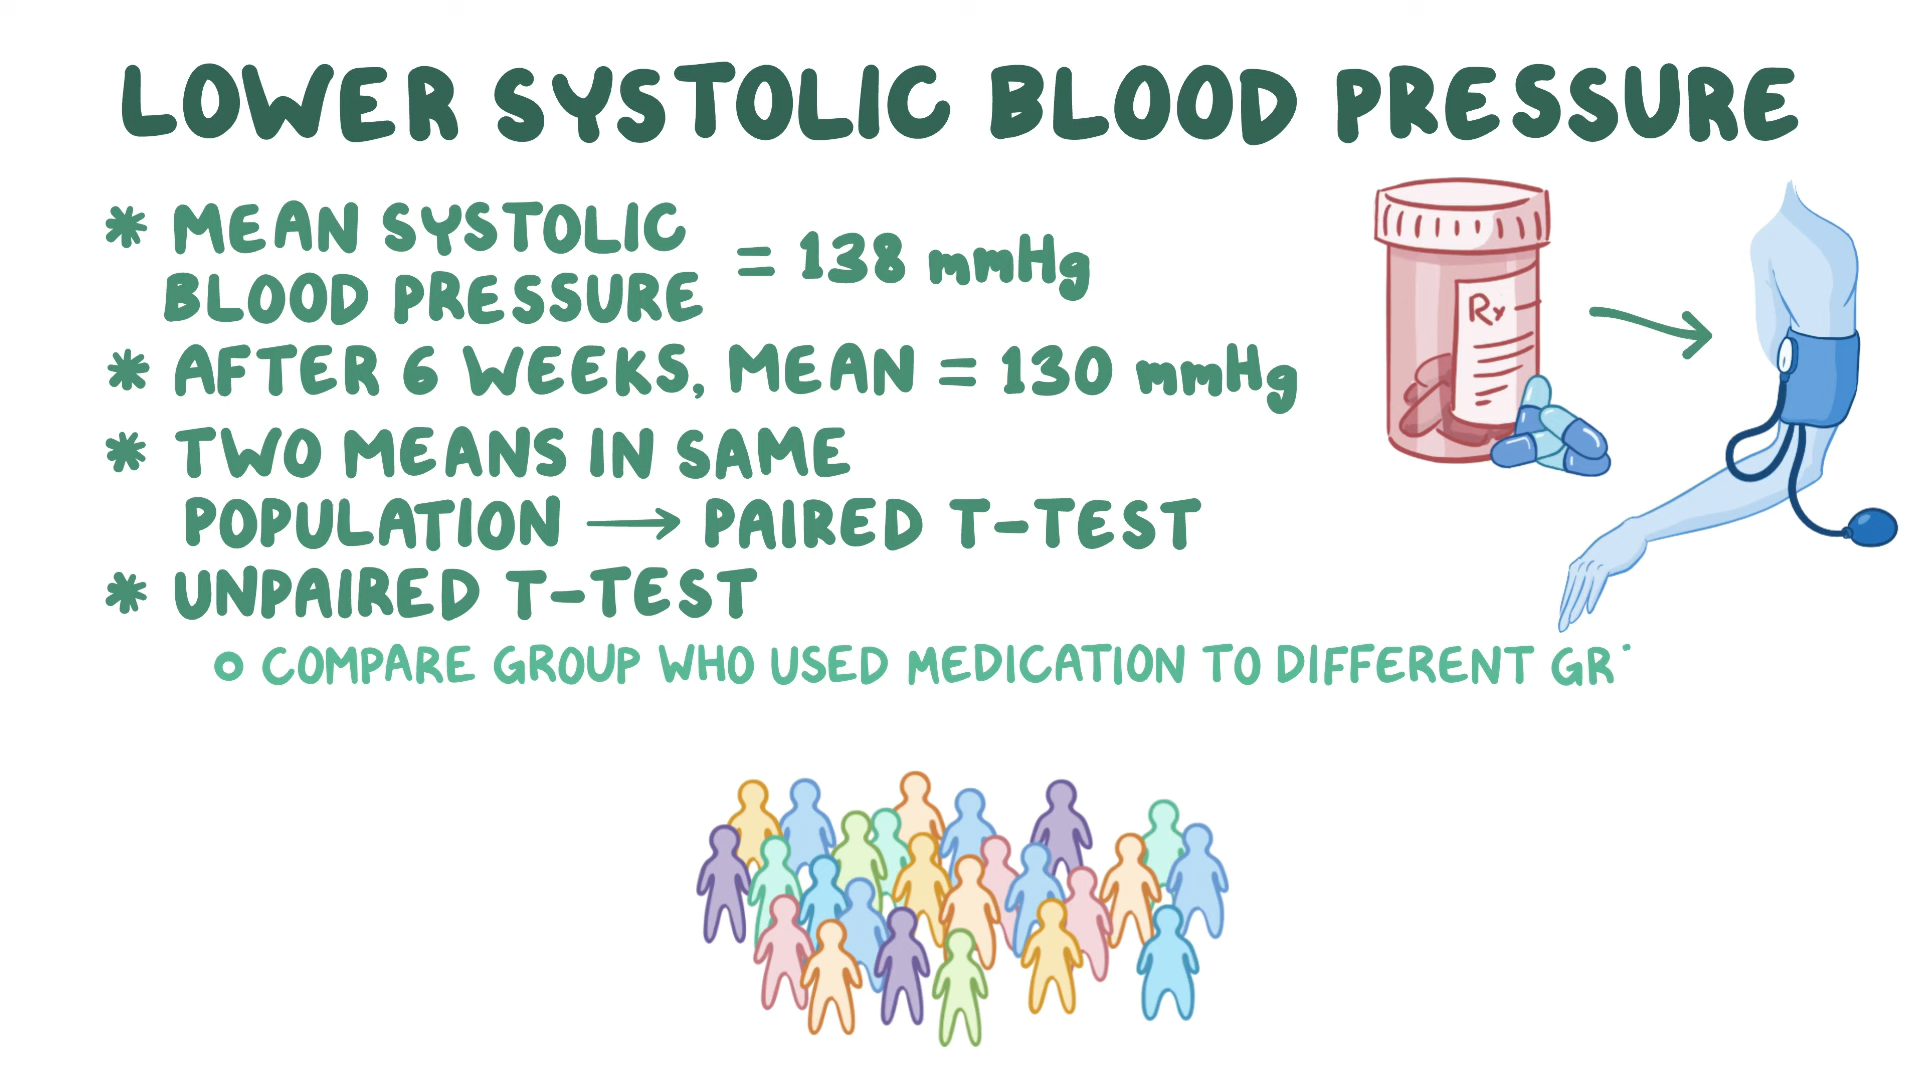 LOWER SYSTOLIC BLOOD PRESSURE
* MEAN SYSTOLIC
BLOOD PRESSURE = 138 mmHg
* AFTER 6 WEEKS, MEAN = 130 mmHg
* TWO MEANS IN SAME
POPULATION → PAIRED T-TEST
* UNPAIRED T-TEST
○ COMPARE GROUP WHO USED MEDICATION TO DIFFERENT GR
Rx